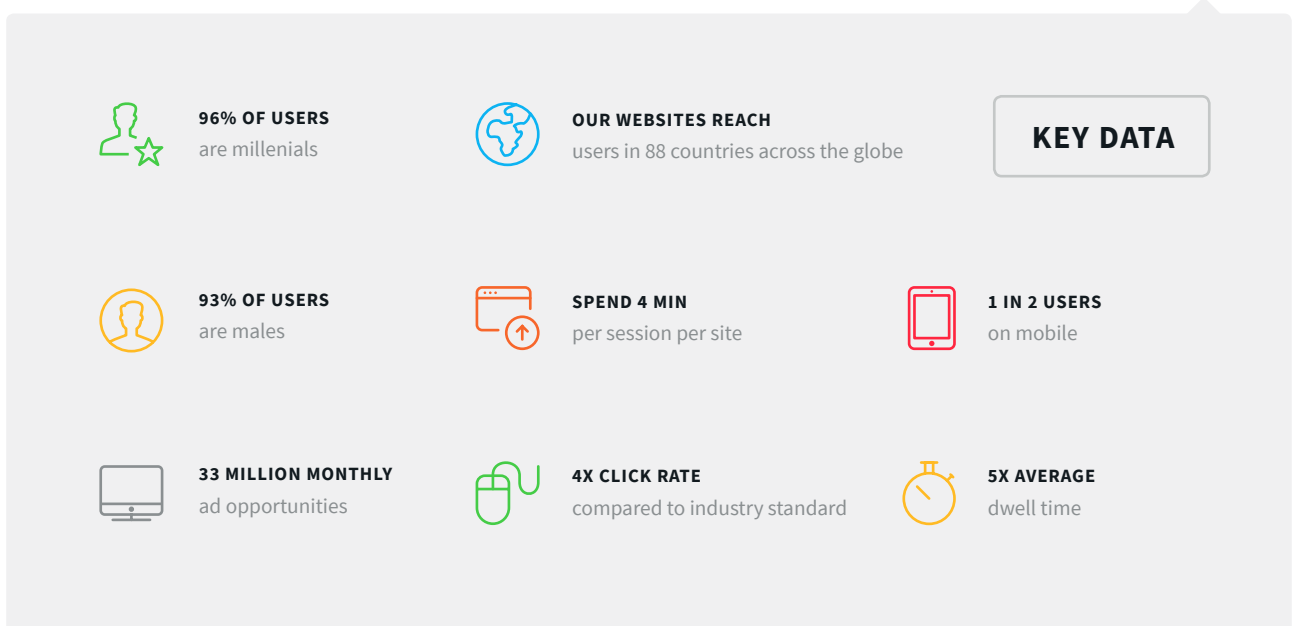 96% OF USERS
are millenials
OUR WEBSITES REACH
users in 88 countries across the globe
KEY DATA
93% OF USERS
are males
SPEND 4 MIN
per session per site
1 IN 2 USERS
on mobile
33 MILLION MONTHLY
ad opportunities
4X CLICK RATE
compared to industry standard
5X AVERAGE
dwell time